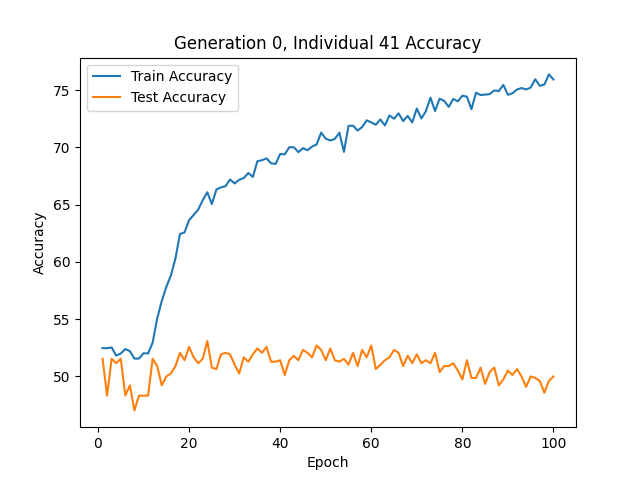 Generation 0, Individual 41 Accuracy
Train Accuracy
Test Accuracy
75
70
65
60
55
50
Accuracy
0 20 40 60 80 100
Epoch